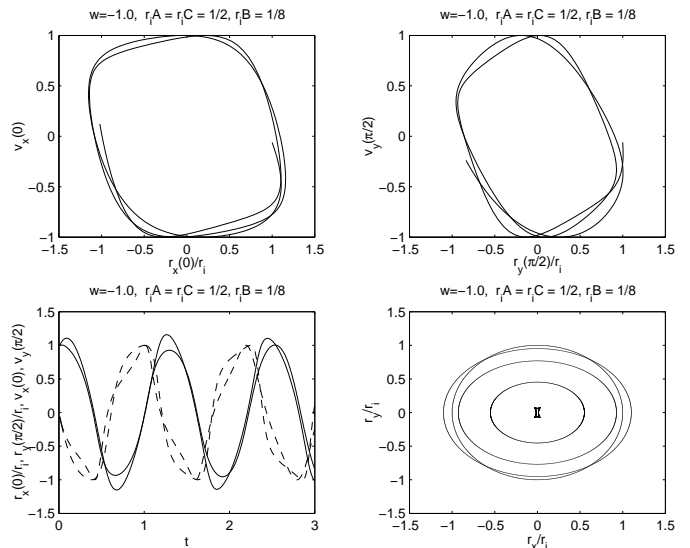 w=−1.0, r_iA = r_iC = 1/2, r_iB = 1/8
v_x(0)
1
0.5
0
−0.5
−1
−1.5 −1 −0.5 0 0.5 1 1.5
r_x(0)/r_i
w=−1.0, r_iA = r_iC = 1/2, r_iB = 1/8
v_y(π/2)
1
0.5
0
−0.5
−1
−1.5 −1 −0.5 0 0.5 1 1.5
r_y(π/2)/r_i
w=−1.0, r_iA = r_iC = 1/2, r_iB = 1/8
r_x(0)/r_i, r_y(π/2)/r_i, v_x(0), v_y(π/2)
1.5
1
0.5
0
−0.5
−1
−1.5
0 1 2 3
t
w=−1.0, r_iA = r_iC = 1/2, r_iB = 1/8
r_y/r_i
1.5
1
0.5
0
−0.5
−1
−1.5
−1.5 −1 −0.5 0 0.5 1 1.5
r_x/r_i